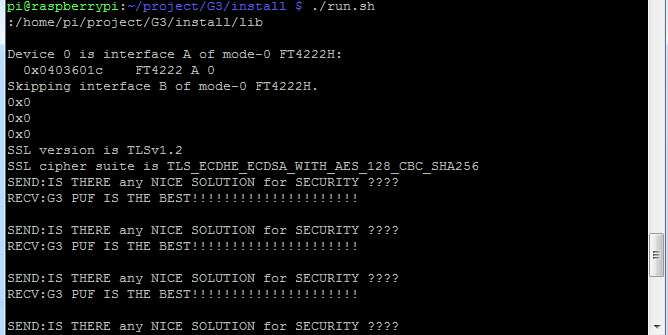 pi@raspberrypi:~/project/G3/install $ ./run.sh
:/home/pi/project/G3/install/lib
Device 0 is interface A of mode-0 FT4222H:
  0x0403601c    FT4222 A 0
Skipping interface B of mode-0 FT4222H.
0x0
0x0
0x0
SSL version is TLSv1.2
SSL cipher suite is TLS_ECDHE_ECDSA_WITH_AES_128_CBC_SHA256
SEND:IS THERE any NICE SOLUTION for SECURITY ????
RECV:G3 PUF IS THE BEST!!!!!!!!!!!!!!!!!!!!!
SEND:IS THERE any NICE SOLUTION for SECURITY ????
RECV:G3 PUF IS THE BEST!!!!!!!!!!!!!!!!!!!!!
SEND:IS THERE any NICE SOLUTION for SECURITY ????
RECV:G3 PUF IS THE BEST!!!!!!!!!!!!!!!!!!!!!
SEND:IS THERE any NICE SOLUTION for SECURITY ????